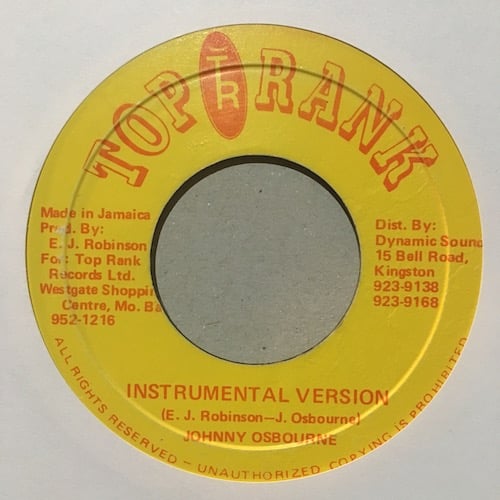 TOP TR RANK
Made in Jamaica
Prod. By:
E. J. Robinson
For: Top Rank
Records Ltd.
Westgate Shoppin
Centre, Mo. Ba
952-1216
Dist. By:
Dynamic Sound
15 Bell Road,
Kingston
923-9138
923-9168
INSTRUMENTAL VERSION
(E. J. Robinson—J. Osbourne)
JOHNNY OSBOURNE
ALL RIGHTS RESERVED – UNAUTHORIZED COPYING IS PROHIBITED